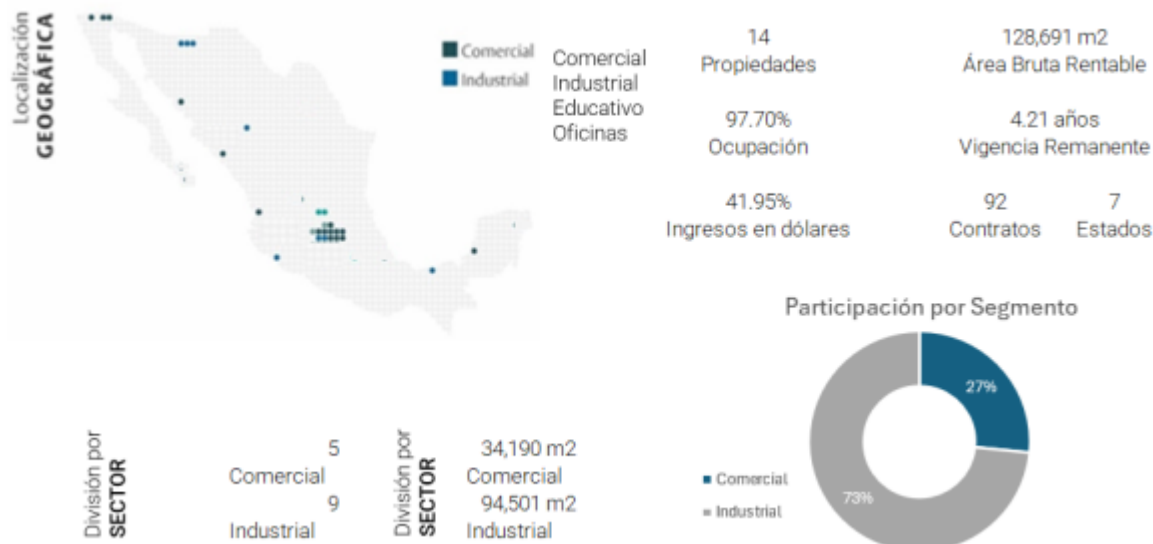 Localización
GEOGRÁFICA
Comercial
Industrial
Comercial
Industrial
Educativo
Oficinas
14
Propiedades
128,691 m2
Área Bruta Rentable
97.70%
Ocupación
4.21 años
Vigencia Remanente
41.95%
Ingresos en dólares
92
Contratos
7
Estados
Participación por Segmento
27%
73%
Comercial
Industrial
División por
SECTOR
5
Comercial
9
Industrial
División por
SECTOR
34,190 m2
Comercial
94,501 m2
Industrial